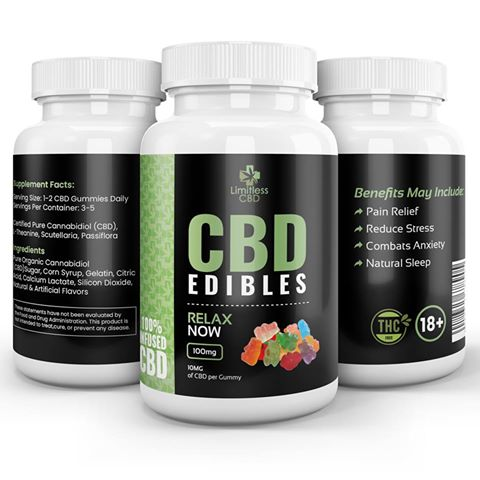 Supplement Facts:
Serving Size: 1-2 CBD Gummies Daily
Servings Per Container: 3-5
Certified Pure Cannabidiol (CBD),
L-Theanine, Scutellaria, Passiflora
Ingredients
Pure Organic Cannabidiol
(CBD)Sugar, Corn Syrup, Gelatin, Citric
Acid, Calcium Lactate, Silicon Dioxide,
Natural & Artificial Flavors
These statements have not been evaluated by
the Food and Drug Administration. This product is
not intended to treat,cure, or prevent any disease.
Limitless
CBD
CBD
EDIBLES
RELAX
NOW
100mg
10MG
of CBD per Gummy
100%
INFUSED
CBD
Benefits May Include:
Pain Relief
Reduce Stress
Combats Anxiety
Natural Sleep
THC
FREE
18+